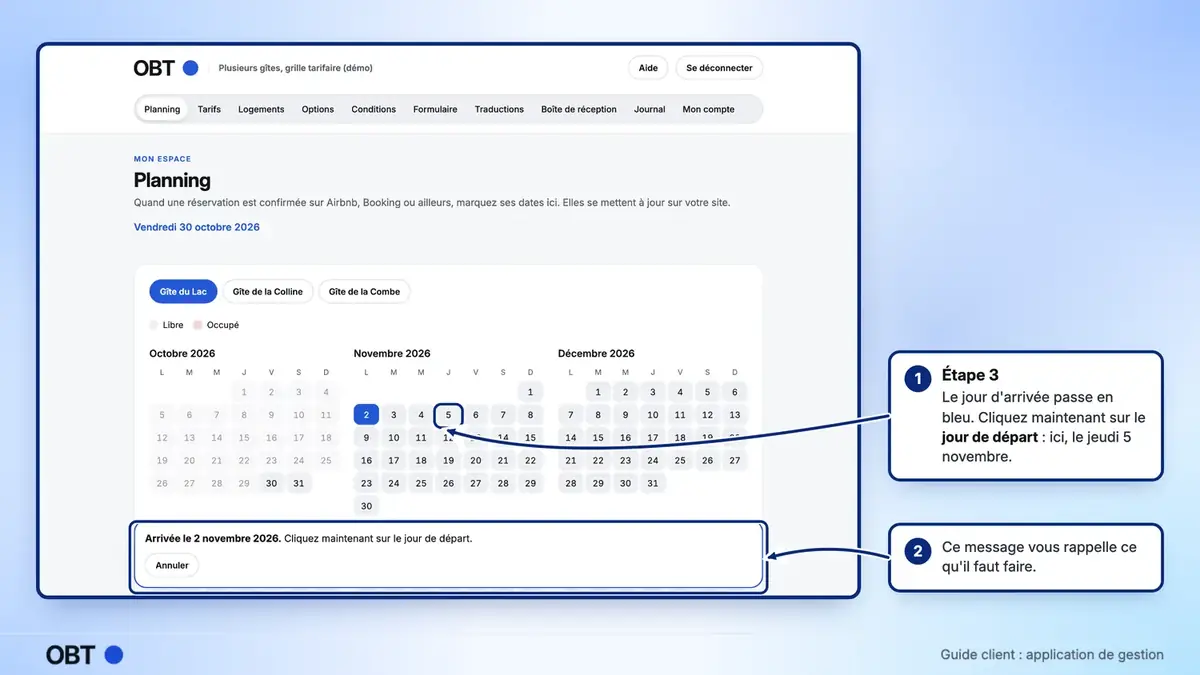 OBT
Plusieurs gîtes, grille tarifaire (démo)
Aide
Se déconnecter
Planning Tarifs Logements Options Conditions Formulaire Traductions Boîte de réception Journal Mon compte
MON ESPACE
Planning
Quand une réservation est confirmée sur Airbnb, Booking ou ailleurs, marquez ses dates ici. Elles se mettent à jour sur votre site.
Vendredi 30 octobre 2026
Gîte du Lac Gîte de la Colline Gîte de la Combe
Libre Occupé
Octobre 2026
L M M J V S D
1 2 3 4
5 6 7 8 9 10 11
12 13 14 15 16 17 18
19 20 21 22 23 24 25
26 27 28 29 30 31
Novembre 2026
L M M J V S D
1
2 3 4 5 6 7 8
9 10 11 14 15
16 17 18 19 20 21 22
23 24 25 26 27 28 29
30
Décembre 2026
L M M J V S D
1 2 3 4 5 6
7 8 9 10 11 12 13
14 15 16 17 18 19
21 22 23 24 25 26 27
28 29 30 31
Arrivée le 2 novembre 2026. Cliquez maintenant sur le jour de départ.
Annuler
1 Étape 3
Le jour d'arrivée passe en
bleu. Cliquez maintenant sur le
jour de départ : ici, le jeudi 5
novembre.
2 Ce message vous rappelle ce
qu'il faut faire.
OBT
Guide client : application de gestion